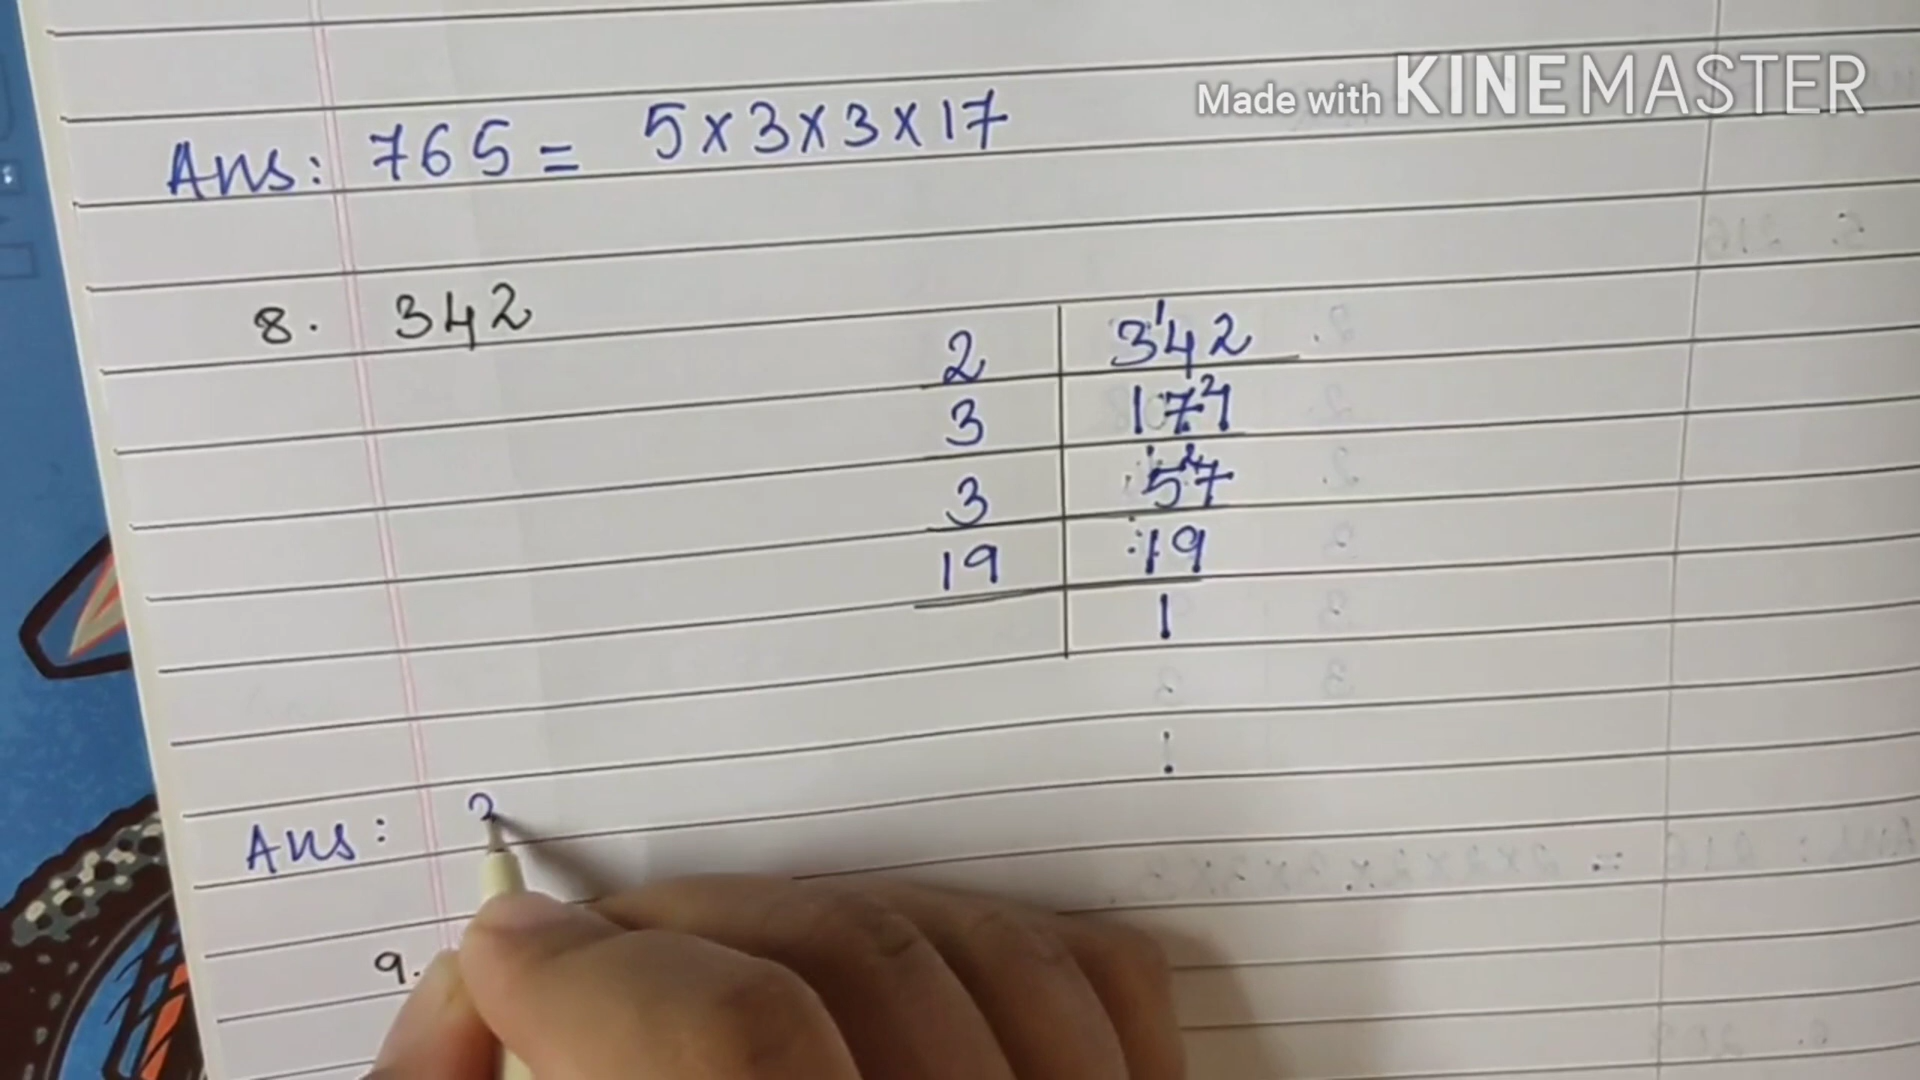 Made with KINEMASTER
Ans: 765 = 5×3×3×17
8. 342
2 | 342
3 | 171
3 | 57
19 | 19
1
Ans: 3
9.